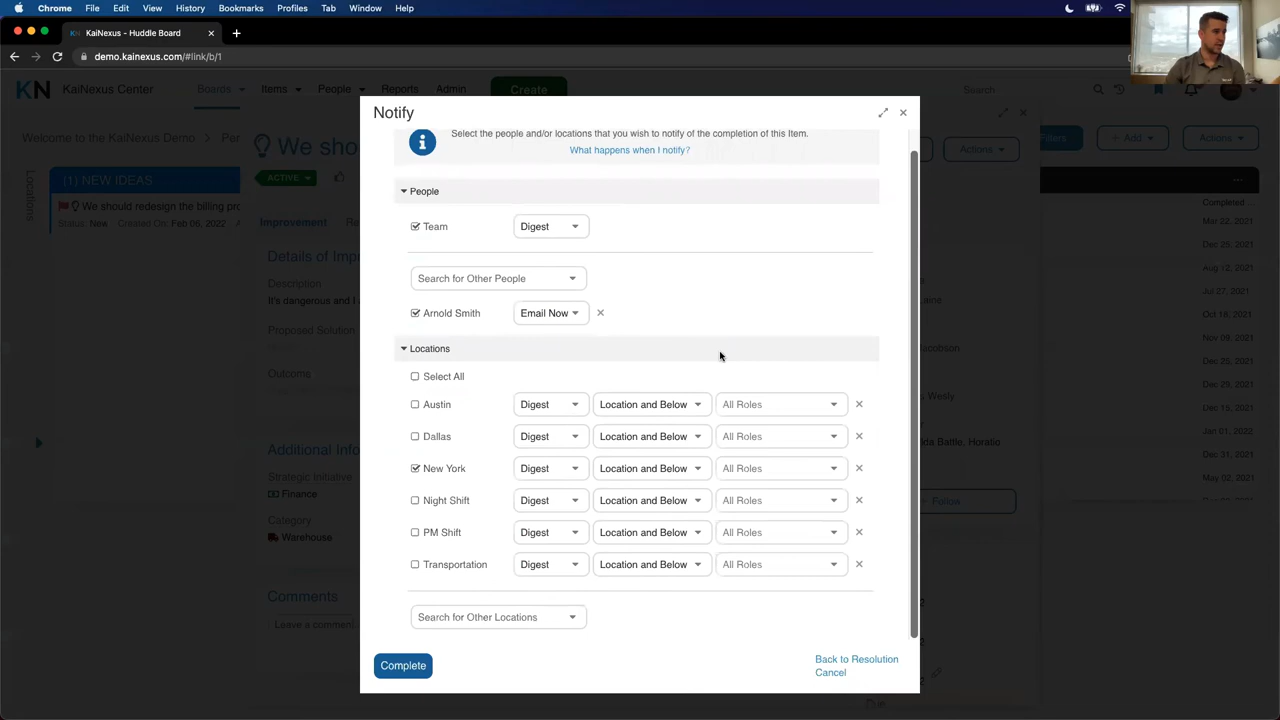 Chrome File Edit View History Bookmarks Profiles Tab Window Help
KaiNexus - Huddle Board
demo.kainexus.com/#link/b/1
KN KaiNexus Center Boards Items People Reports Admin Create Search
Welcome to the KaiNexus Demo
We sho
Filters
+ Add
Actions
Actions
Locations
(1) NEW IDEAS
We should redesign the billing pro
Status: New Created On: Feb 06, 2022
ACTIVE
Improvement
Details of Imp
Description
It's dangerous and I
Proposed Solution
Outcome
Additional Info
Strategic Initiative
Finance
Category
Warehouse
Comments
Leave a comment
Notify
Select the people and/or locations that you wish to notify of the completion of this Item.
What happens when I notify?
People
Team Digest
Search for Other People
Arnold Smith Email Now
Locations
Select All
Austin Digest Location and Below All Roles
Dallas Digest Location and Below All Roles
New York Digest Location and Below All Roles
Night Shift Digest Location and Below All Roles
PM Shift Digest Location and Below All Roles
Transportation Digest Location and Below All Roles
Search for Other Locations
Complete
Back to Resolution
Cancel
acobson
Wesly
da Battle, Horatio
Follow
Due
Completed ...
Mar 22, 2021
Dec 25, 2021
Aug 12, 2021
Jul 27, 2021
Oct 18, 2021
Nov 09, 2021
Dec 25, 2021
Dec 29, 2021
Dec 15, 2021
Jan 01, 2022
Dec 31, 2021
May 02, 2021